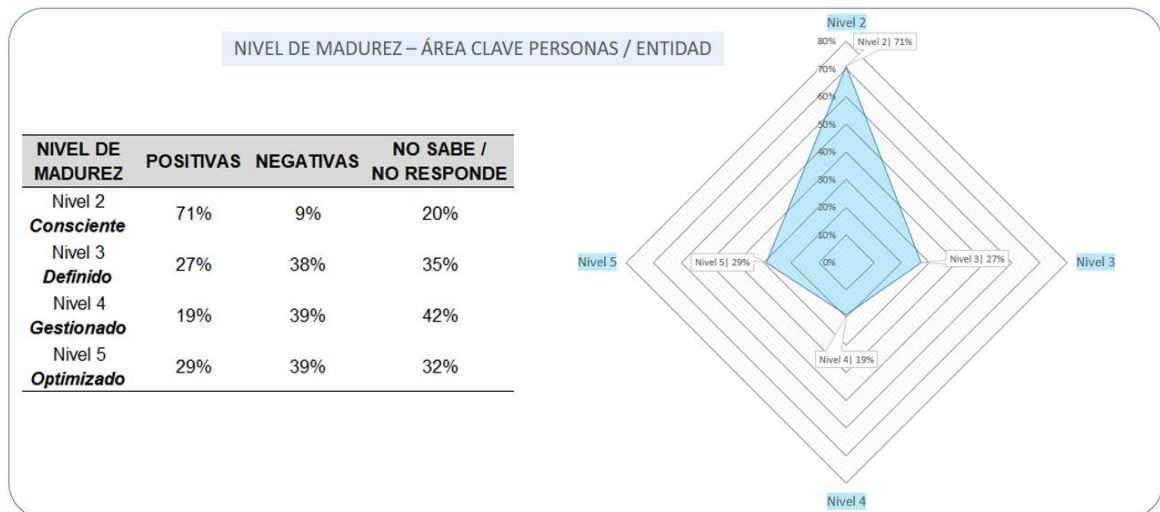 NIVEL DE MADUREZ – ÁREA CLAVE PERSONAS / ENTIDAD
NIVEL DE MADUREZ POSITIVAS NEGATIVAS NO SABE / NO RESPONDE
Nivel 2
Consciente 71% 9% 20%
Nivel 3
Definido 27% 38% 35%
Nivel 4
Gestionado 19% 39% 42%
Nivel 5
Optimizado 29% 39% 32%
Nivel 2
80%
Nivel 2| 71%
70%
60%
50%
40%
30%
20%
10%
0%
Nivel 5
Nivel 5| 29%
Nivel 3| 27%
Nivel 3
Nivel 4| 19%
Nivel 4